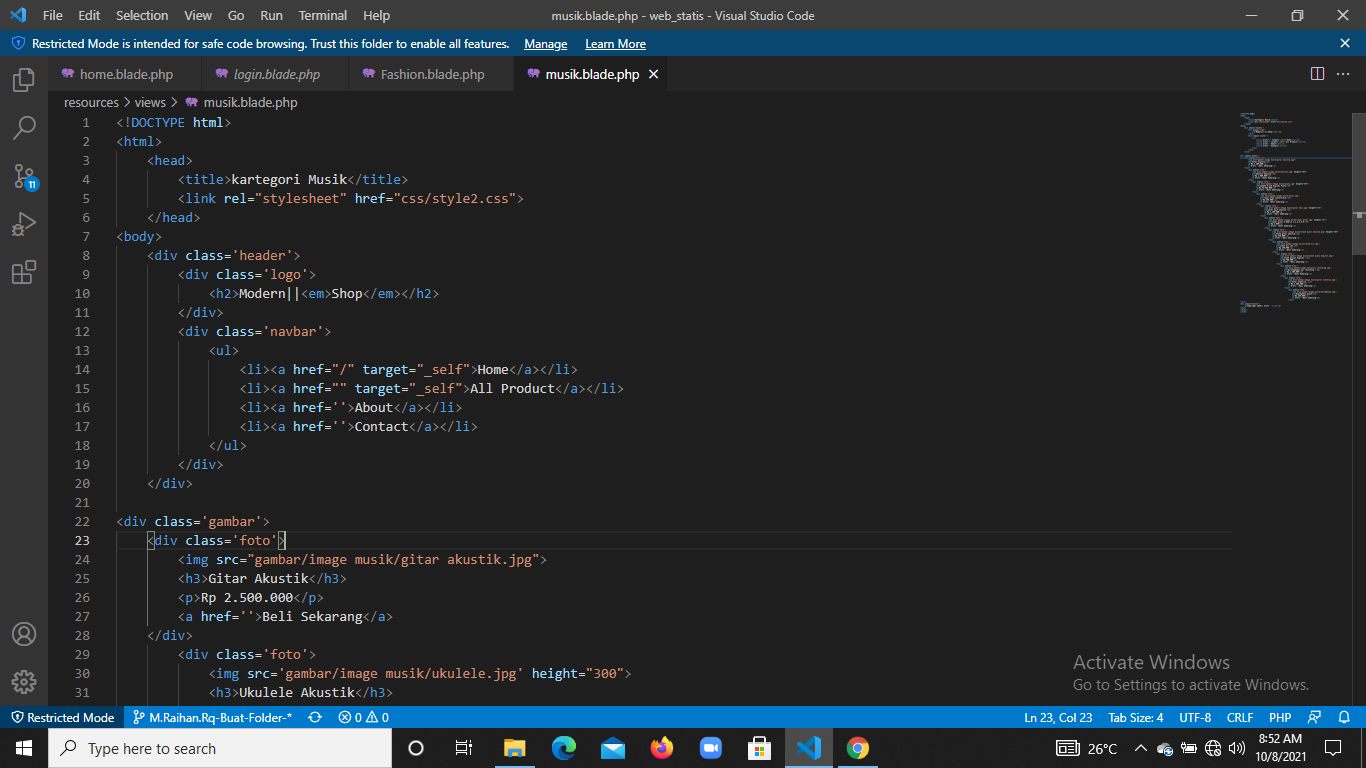 File Edit Selection View Go Run Terminal Help musik.blade.php - web_statis - Visual Studio Code
Restricted Mode is intended for safe code browsing. Trust this folder to enable all features. Manage Learn More
home.blade.php login.blade.php Fashion.blade.php musik.blade.php
resources > views > musik.blade.php
1 <!DOCTYPE html>
2 <html>
3 <head>
4 <title>kartegori Musik</title>
5 <link rel="stylesheet" href="css/style2.css">
6 </head>
7 <body>
8 <div class='header'>
9 <div class='logo'>
10 <h2>Modern||<em>Shop</em></h2>
11 </div>
12 <div class='navbar'>
13 <ul>
14 <li><a href="/" target="_self">Home</a></li>
15 <li><a href="" target="_self">All Product</a></li>
16 <li><a href=''>About</a></li>
17 <li><a href=''>Contact</a></li>
18 </ul>
19 </div>
20 </div>
21
22 <div class='gambar'>
23 <div class='foto'>
24 <img src="gambar/image musik/gitar akustik.jpg">
25 <h3>Gitar Akustik</h3>
26 <p>Rp 2.500.000</p>
27 <a href=''>Beli Sekarang</a>
28 </div>
29 <div class='foto'>
30 <img src='gambar/image musik/ukulele.jpg' height="300">
31 <h3>Ukulele Akustik</h3>
11
Activate Windows
Go to Settings to activate Windows.
Restricted Mode M.Raihan.Rq-Buat-Folder-* 0 0 Ln 23, Col 23 Tab Size: 4 UTF-8 CRLF PHP
Type here to search 26°C 8:52 AM
10/8/2021